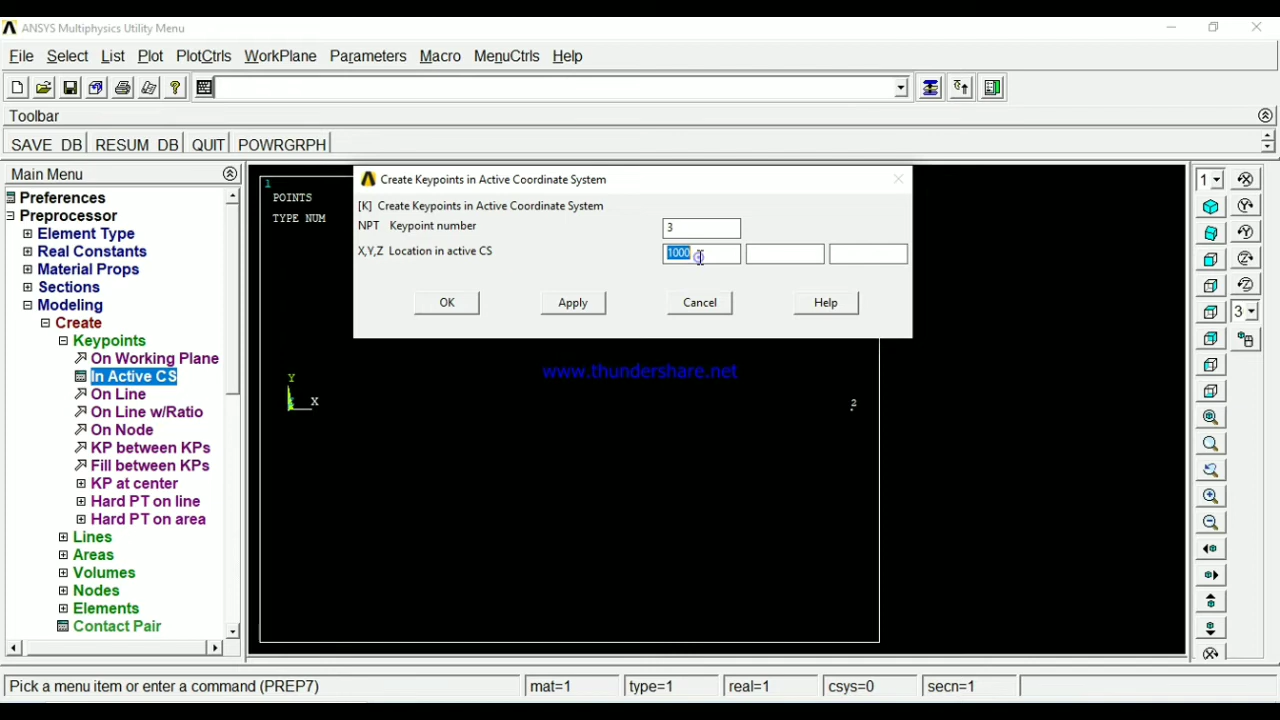 ANSYS Multiphysics Utility Menu
File Select List Plot PlotCtrls WorkPlane Parameters Macro MenuCtrls Help
Toolbar
SAVE_DB RESUM_DB QUIT POWRGRPH
Main Menu
Preferences
Preprocessor
Element Type
Real Constants
Material Props
Sections
Modeling
Create
Keypoints
On Working Plane
In Active CS
On Line
On Line w/Ratio
On Node
KP between KPs
Fill between KPs
KP at center
Hard PT on line
Hard PT on area
Lines
Areas
Volumes
Nodes
Elements
Contact Pair
1
POINTS
TYPE NUM
Y
X
2
Create Keypoints in Active Coordinate System
[K] Create Keypoints in Active Coordinate System
NPT Keypoint number 3
X,Y,Z Location in active CS 1000
OK Apply Cancel Help
www.thundershare.net
1
3
Pick a menu item or enter a command (PREP7) mat=1 type=1 real=1 csys=0 secn=1